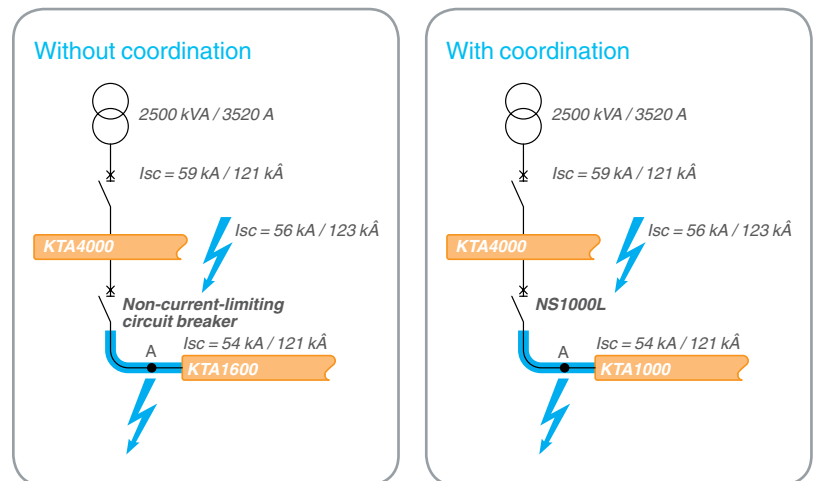 Without coordination
2500 kVA / 3520 A
Isc = 59 kA / 121 kÂ
KTA4000
Isc = 56 kA / 123 kÂ
Non-current-limiting
circuit breaker
A
Isc = 54 kA / 121 kÂ
KTA1600
With coordination
2500 kVA / 3520 A
Isc = 59 kA / 121 kÂ
KTA4000
Isc = 56 kA / 123 kÂ
NS1000L
A
Isc = 54 kA / 121 kÂ
KTA1000